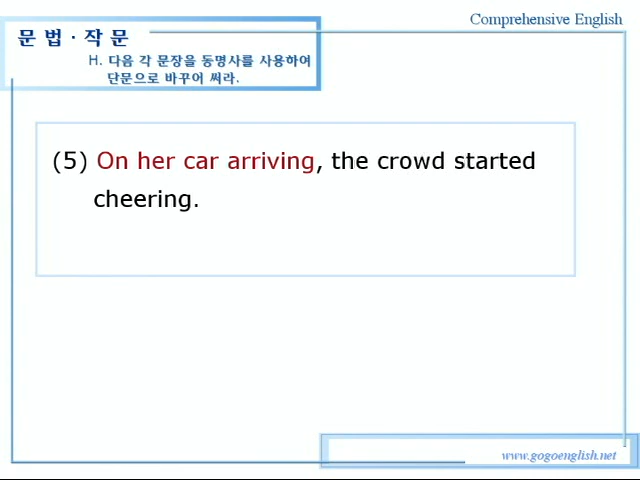 Comprehensive English
문 법 · 작 문
H. 다음 각 문장을 동명사를 사용하여
단문으로 바꾸어 써라.
(5) On her car arriving, the crowd started
cheering.
www.gogoenglish.net